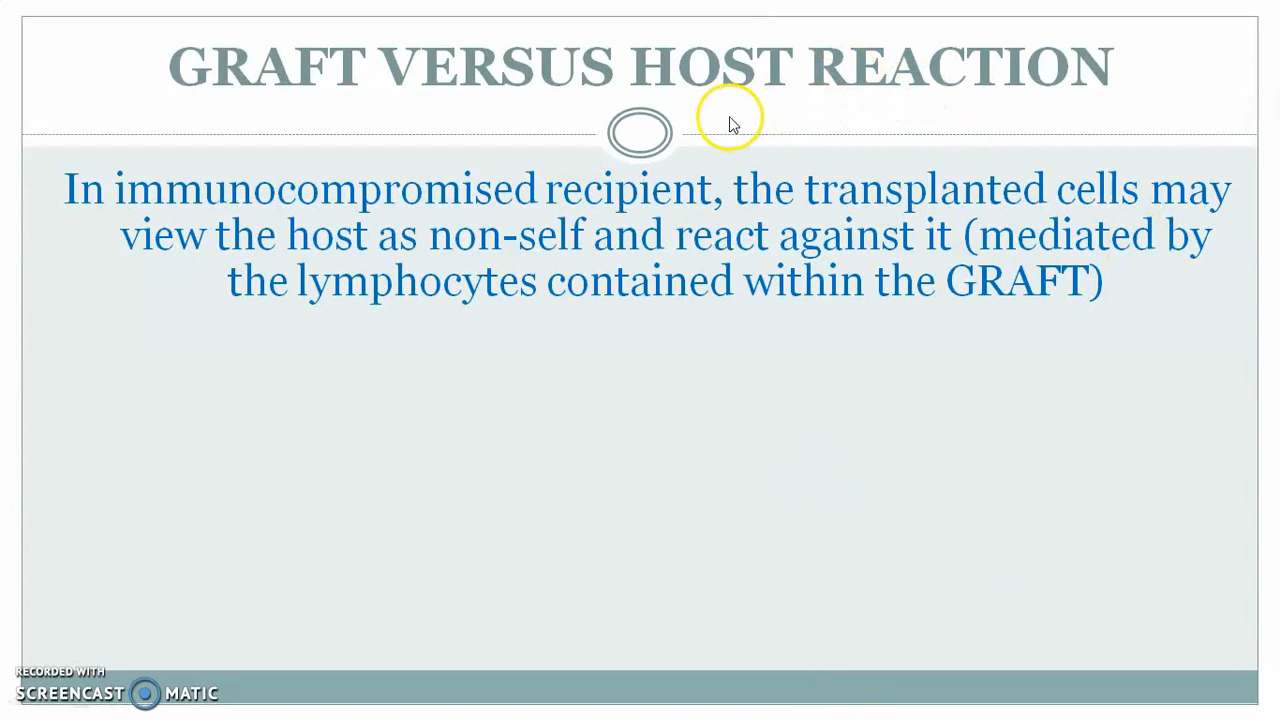 GRAFT VERSUS HOST REACTION
In immunocompromised recipient, the transplanted cells may
view the host as non-self and react against it (mediated by
the lymphocytes contained within the GRAFT)
RECORDED WITH
SCREENCAST MATIC